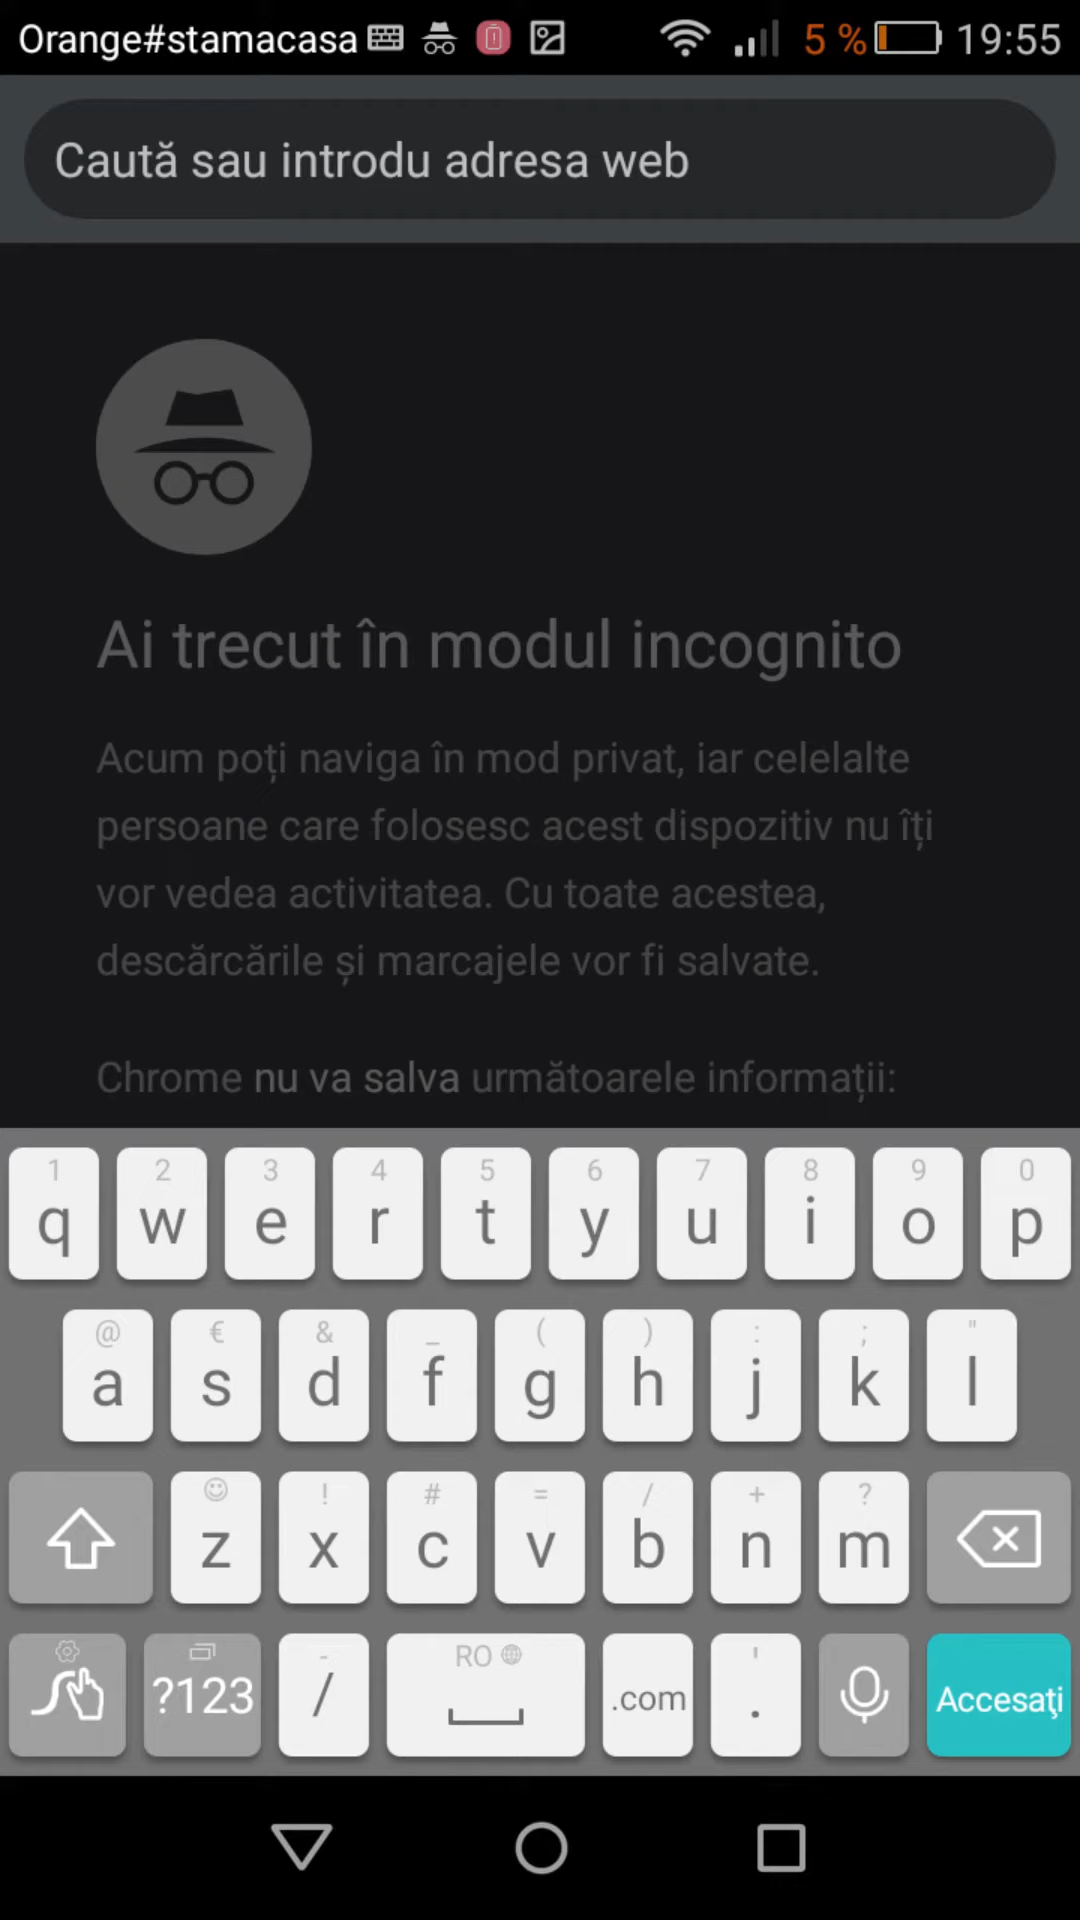 Orange#stamacasa 5 % 19:55
Caută sau introdu adresa web
Ai trecut în modul incognito
Acum poți naviga în mod privat, iar celelalte
persoane care folosesc acest dispozitiv nu îți
vor vedea activitatea. Cu toate acestea,
descărcările și marcajele vor fi salvate.
Chrome nu va salva următoarele informații:
1 2 3 4 5 6 7 8 9 0
q w e r t y u i o p
@ € & _ ( ) : ; "
a s d f g h j k l
! # = / + ?
z x c v b n m
- RO '
?123 / .com . Accesaţi